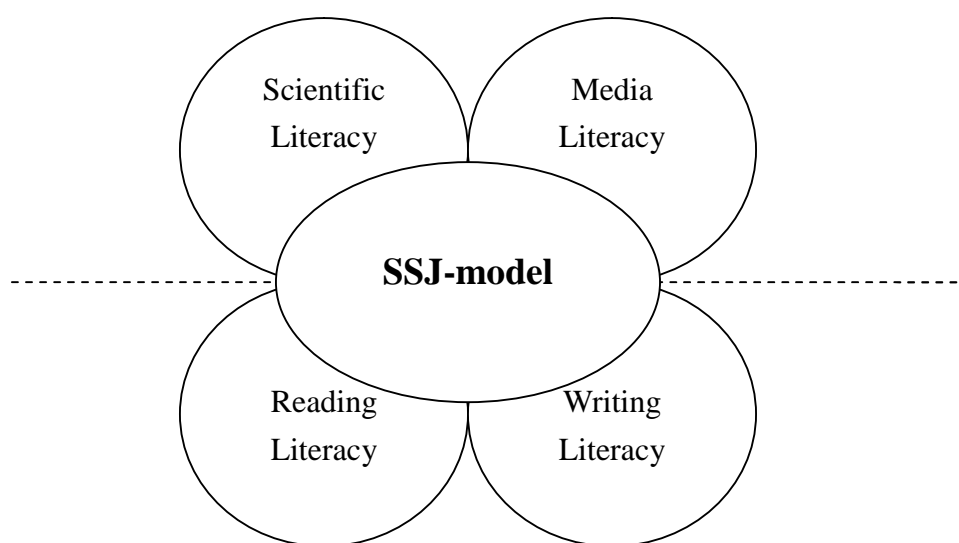 Scientific
Literacy
Media
Literacy
SSJ-model
Reading
Literacy
Writing
Literacy